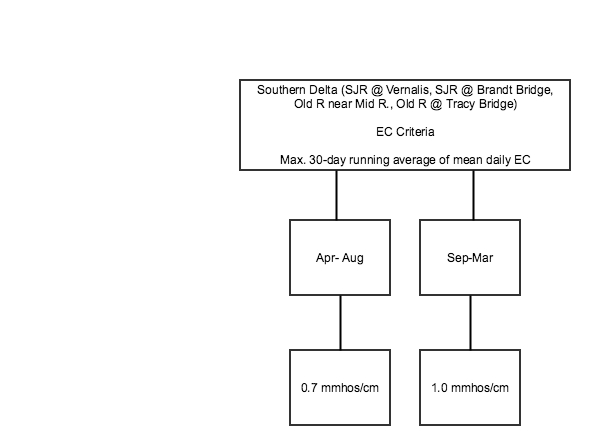 Southern Delta (SJR @ Vernalis, SJR @ Brandt Bridge,
Old R near Mid R., Old R @ Tracy Bridge)
EC Criteria
Max. 30-day running average of mean daily EC
Apr- Aug
Sep-Mar
0.7 mmhos/cm
1.0 mmhos/cm